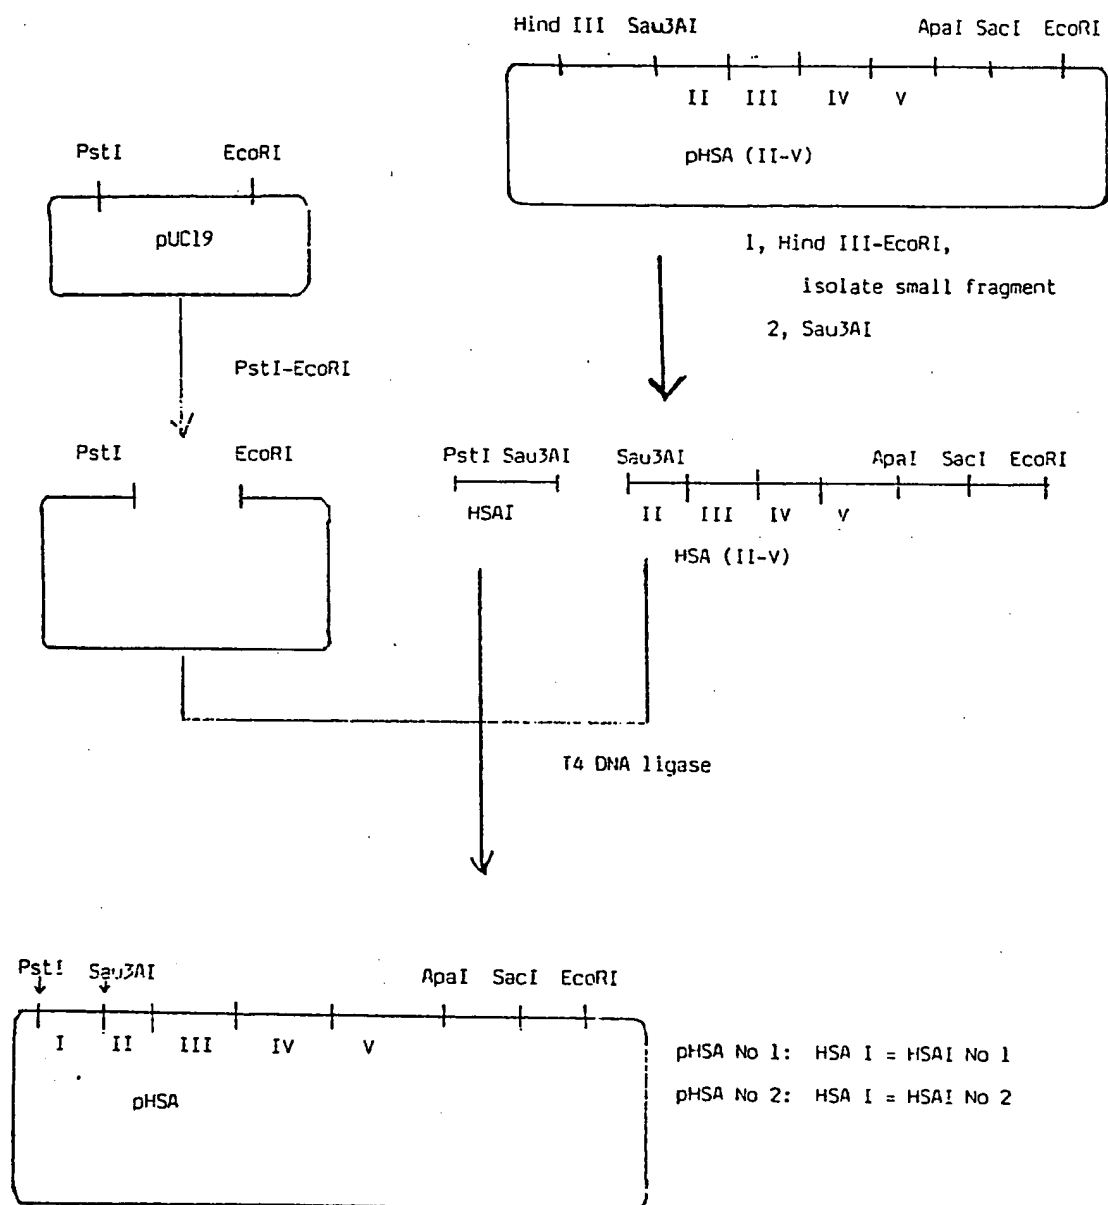 Hind III Sau3AI ApaI SacI EcoRI
II III IV V
pHSA (II-V)
PstI EcoRI
pUC19
1, Hind III-EcoRI,
isolate small fragment
2, Sau3AI
PstI-EcoRI
PstI EcoRI
PstI Sau3AI Sau3AI ApaI SacI EcoRI
HSAI
II III IV V
HSA (II-V)
T4 DNA ligase
PstI Sau3AI ApaI SacI EcoRI
I II III IV V
pHSA
pHSA No 1: HSA I = HSAI No 1
pHSA No 2: HSA I = HSAI No 2